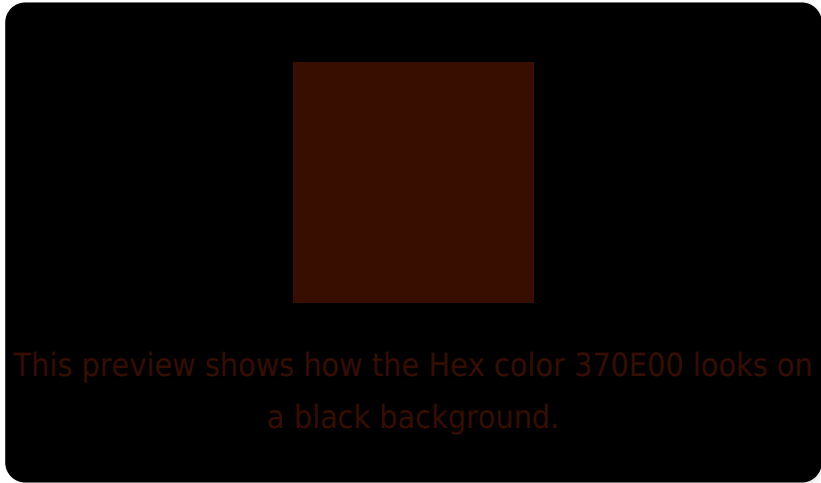 This preview shows how the Hex color 370E00 looks on
a black background.